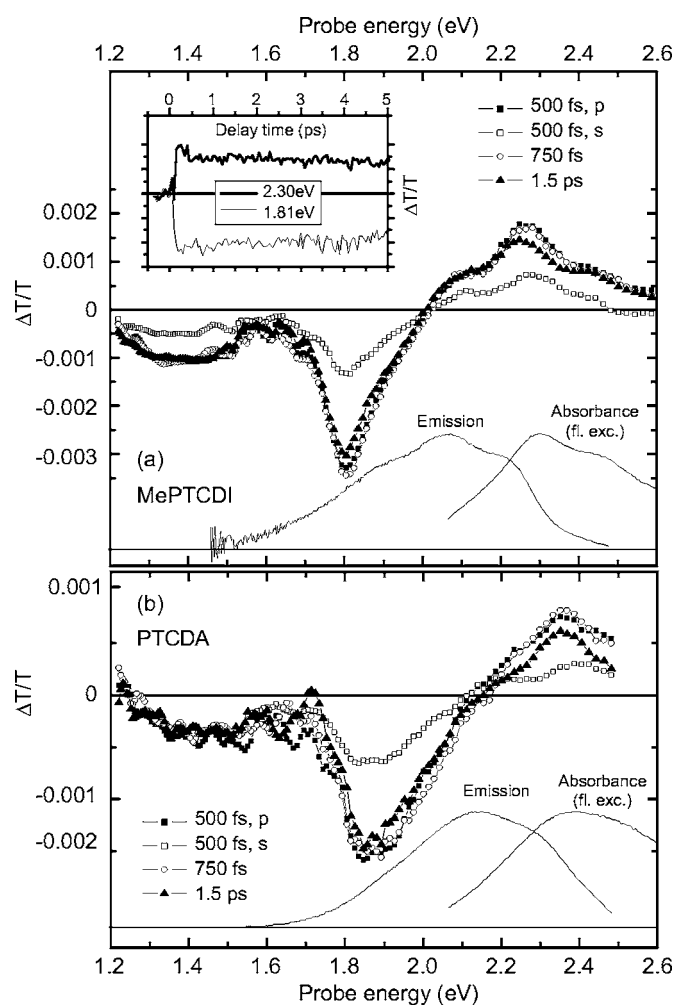 Probe energy (eV)
1.2 1.4 1.6 1.8 2.0 2.2 2.4 2.6
0 1 2 3 4 5
Delay time (ps)
2.30eV
1.81eV
ΔT/T
500 fs, p
500 fs, s
750 fs
1.5 ps
0.002
0.001
0
-0.001
-0.002
-0.003
ΔT/T
Emission
Absorbance
(fl. exc.)
(a)
MePTCDI
0.001
0
-0.001
-0.002
ΔT/T
(b)
PTCDA
Emission
Absorbance
(fl. exc.)
500 fs, p
500 fs, s
750 fs
1.5 ps
1.2 1.4 1.6 1.8 2.0 2.2 2.4 2.6
Probe energy (eV)